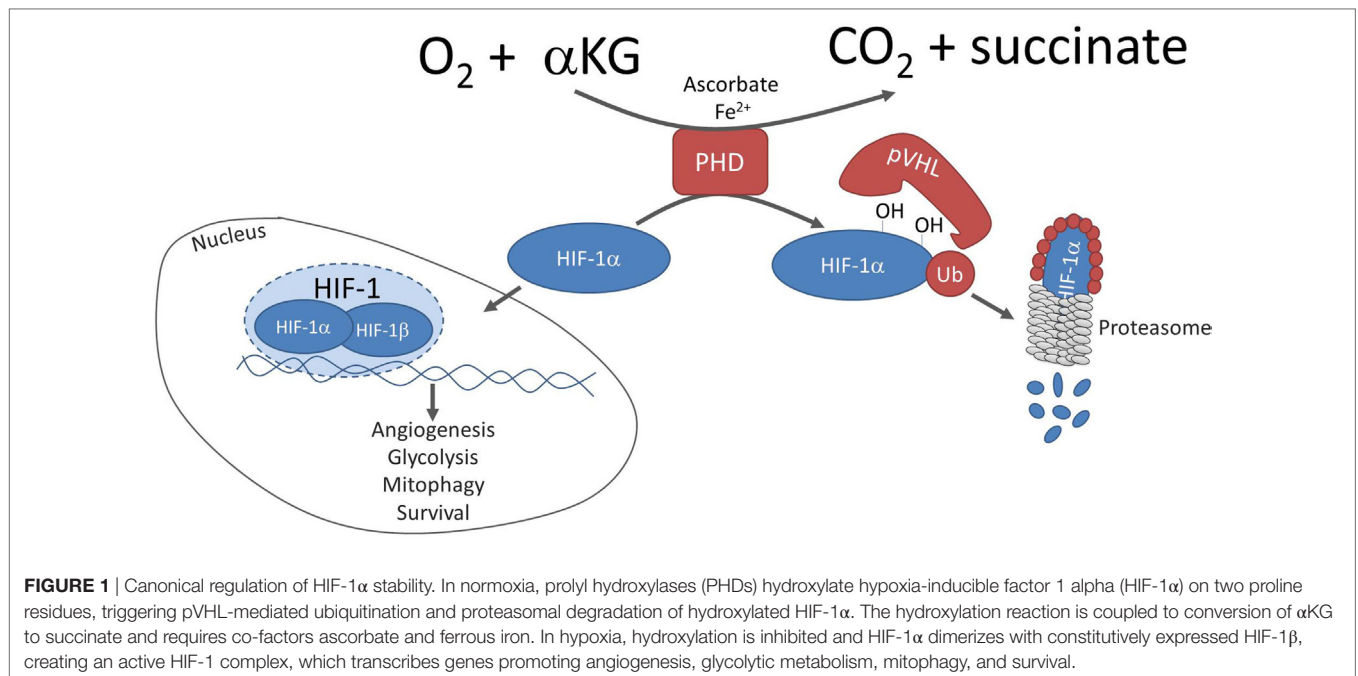 O₂ + αKG
CO₂ + succinate
Ascorbate
Fe²⁺
PHD
pVHL
OH
OH
HIF-1α
HIF-1α
Ub
HIF-1α
Proteasome
Nucleus
HIF-1
HIF-1α
HIF-1β
Angiogenesis
Glycolysis
Mitophagy
Survival
FIGURE 1 | Canonical regulation of HIF-1α stability. In normoxia, prolyl hydroxylases (PHDs) hydroxylate hypoxia-inducible factor 1 alpha (HIF-1α) on two proline
residues, triggering pVHL-mediated ubiquitination and proteasomal degradation of hydroxylated HIF-1α. The hydroxylation reaction is coupled to conversion of αKG
to succinate and requires co-factors ascorbate and ferrous iron. In hypoxia, hydroxylation is inhibited and HIF-1α dimerizes with constitutively expressed HIF-1β,
creating an active HIF-1 complex, which transcribes genes promoting angiogenesis, glycolytic metabolism, mitophagy, and survival.